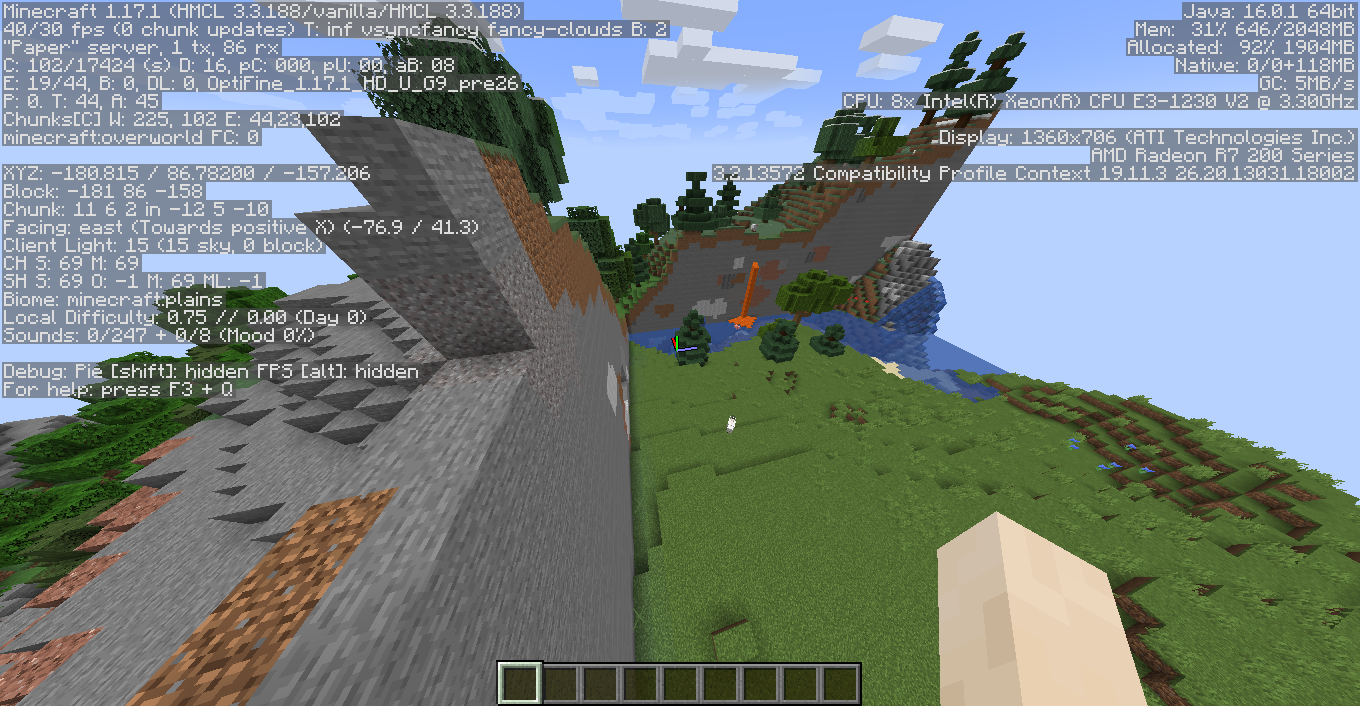 Minecraft 1.17.1 (HMCL 3.3.188/vanilla/HMCL 3.3.188)
40/30 fps (0 chunk updates) T: inf vsyncfancy fancy-clouds B: 2
"Paper" server, 1 tx, 86 rx
C: 102/17424 (s) D: 16, pC: 000, pU: 00, aB: 08
E: 19/44, B: 0, DL: 0, OptiFine_1.17.1_HD_U_G9_pre26
P: 0. T: 44, A: 45
Chunks[C] W: 225, 102 E: 44,23,102
minecraft:overworld FC: 0
XYZ: -180.815 / 86.78200 / -157.206
Block: -181 86 -158
Chunk: 11 6 2 in -12 5 -10
Facing: east (Towards positive X) (-76.9 / 41.3)
Client Light: 15 (15 sky, 0 block)
CH S: 69 M: 69
SH S: 69 O: -1 M: 69 ML: -1
Biome: minecraft:plains
Local Difficulty: 0.75 // 0.00 (Day 0)
Sounds: 0/247 + 0/8 (Mood 0%)
Debug: Pie [shift]: hidden FPS [alt]: hidden
For help: press F3 + Q
Java: 16.0.1 64bit
Mem: 31% 646/2048MB
Allocated: 92% 1904MB
Native: 0/0+118MB
GC: 5MB/s
CPU: 8x Intel(R) Xeon(R) CPU E3-1230 V2 @ 3.30GHz
Display: 1360x706 (ATI Technologies Inc.)
AMD Radeon R7 200 Series
3.2.13572 Compatibility Profile Context 19.11.3 26.20.13031.18002